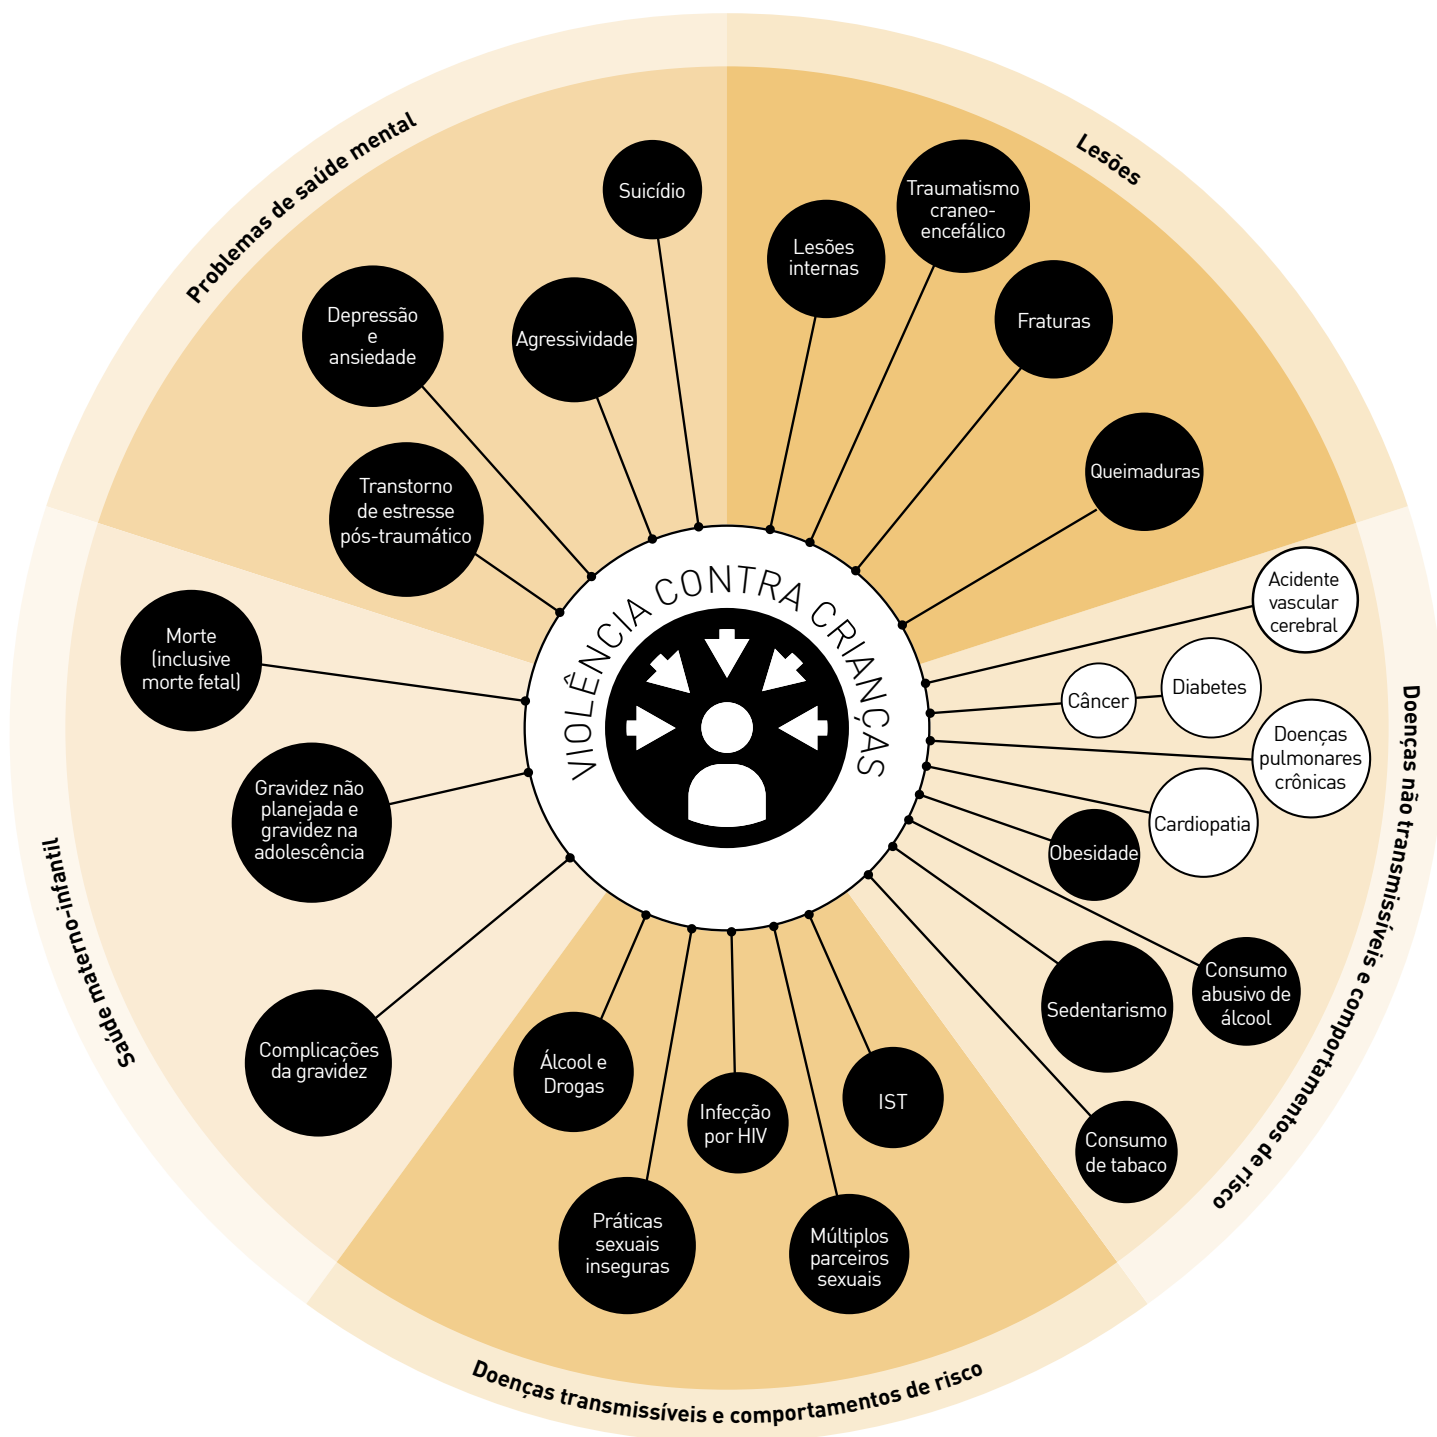 Problemas de saúde mental
Suicídio
Agressividade
Depressão
e
ansiedade
Transtorno
de estresse
pós-traumático
Lesões
Lesões
internas
Traumatismo
craneo-
encefálico
Fraturas
Queimaduras
Doenças não transmissíveis e comportamentos de risco
Acidente
vascular
cerebral
Câncer
Diabetes
Doenças
pulmonares
crônicas
Cardiopatia
Obesidade
Consumo
abusivo de
álcool
Sedentarismo
Consumo
de tabaco
Doenças transmissíveis e comportamentos de risco
IST
Múltiplos
parceiros
sexuais
Infecção
por HIV
Práticas
sexuais
inseguras
Álcool e
Drogas
Saúde materno-infantil
Complicações
da gravidez
Gravidez não
planejada e
gravidez na
adolescência
Morte
(inclusive
morte fetal)
VIOLÊNCIA CONTRA CRIANÇAS